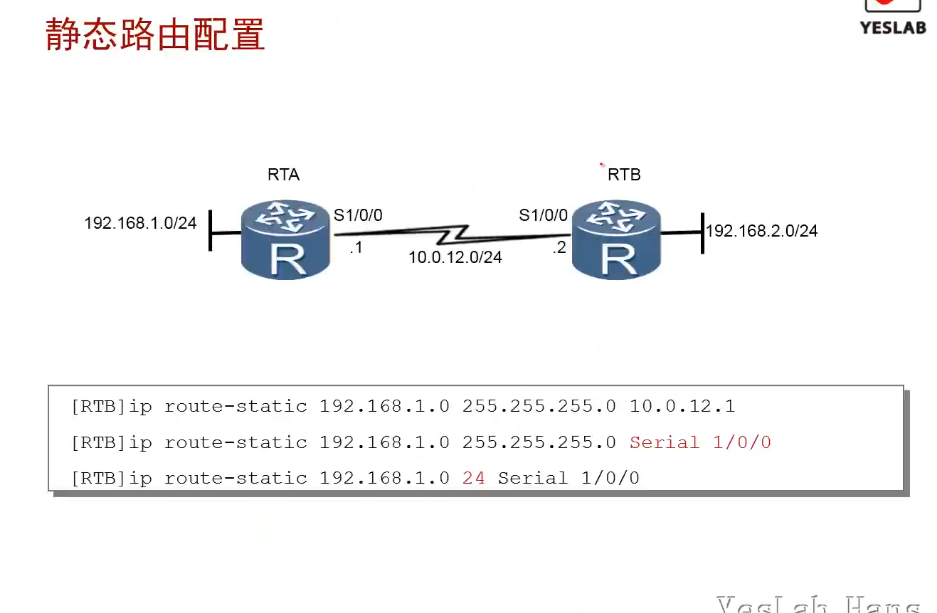 静态路由配置
YESLAB
RTA
RTB
192.168.1.0/24
S1/0/0
S1/0/0
192.168.2.0/24
.1
10.0.12.0/24
.2
R
R
[RTB]ip route-static 192.168.1.0 255.255.255.0 10.0.12.1
[RTB]ip route-static 192.168.1.0 255.255.255.0 Serial 1/0/0
[RTB]ip route-static 192.168.1.0 24 Serial 1/0/0
YesLab Hans